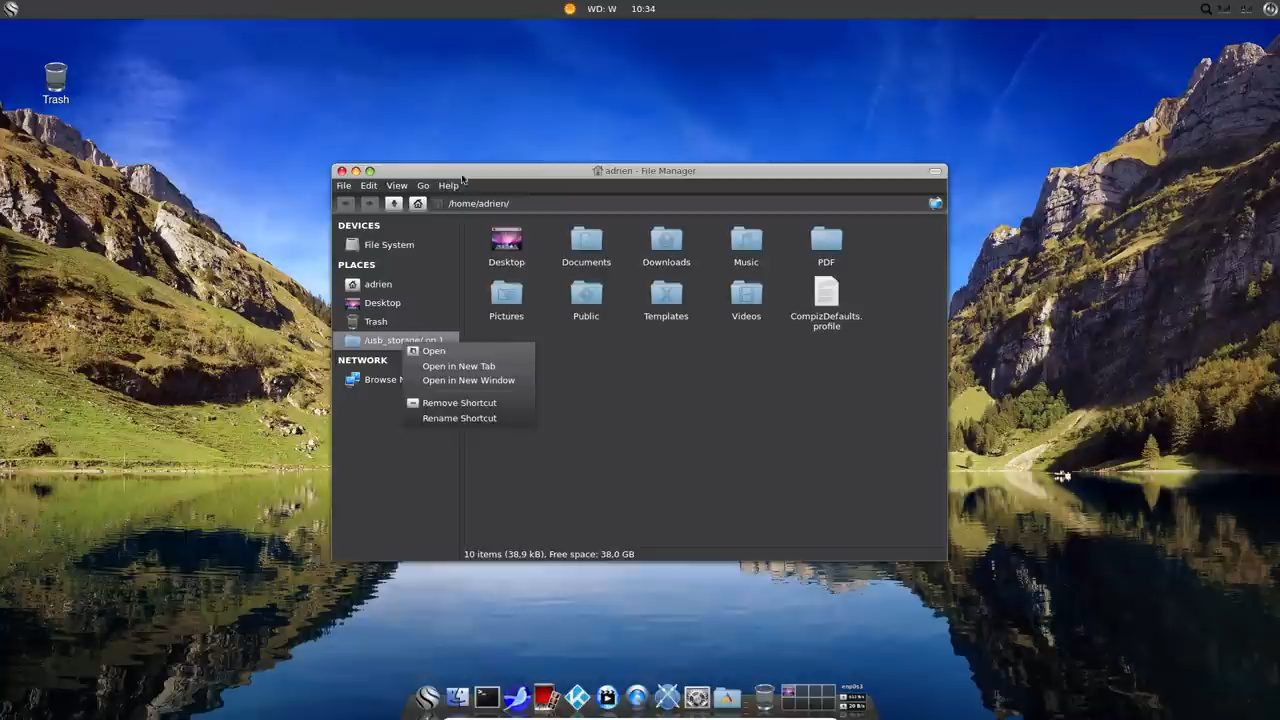 WD: W 10:34
Trash
adrien - File Manager
File Edit View Go Help
/home/adrien/
DEVICES
File System
PLACES
adrien
Desktop
Trash
/usb_storage/ on 1
NETWORK
Browse N
Open
Open in New Tab
Open in New Window
Remove Shortcut
Rename Shortcut
Desktop Documents Downloads Music PDF
Pictures Public Templates Videos CompizDefaults.
profile
10 items (38,9 kB), Free space: 38,0 GB
enp0s3